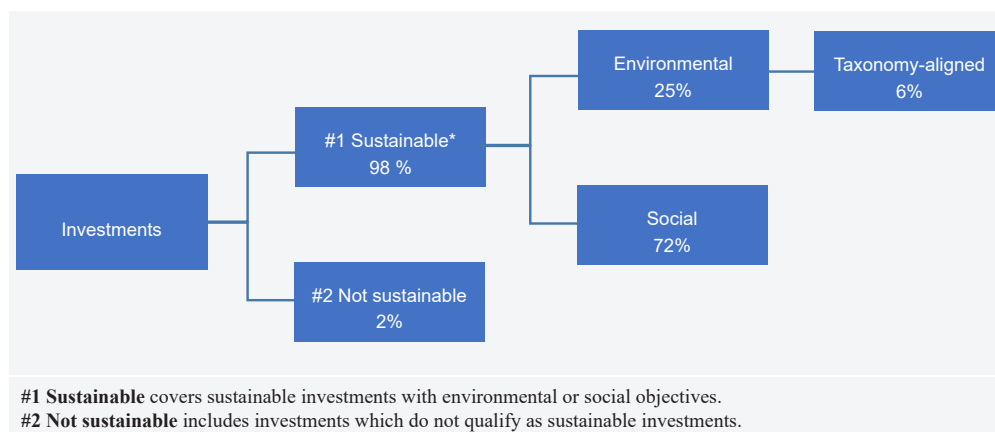 Environmental
25%
Taxonomy-aligned
6%
#1 Sustainable*
98 %
Investments
Social
72%
#2 Not sustainable
2%
#1 Sustainable covers sustainable investments with environmental or social objectives.
#2 Not sustainable includes investments which do not qualify as sustainable investments.